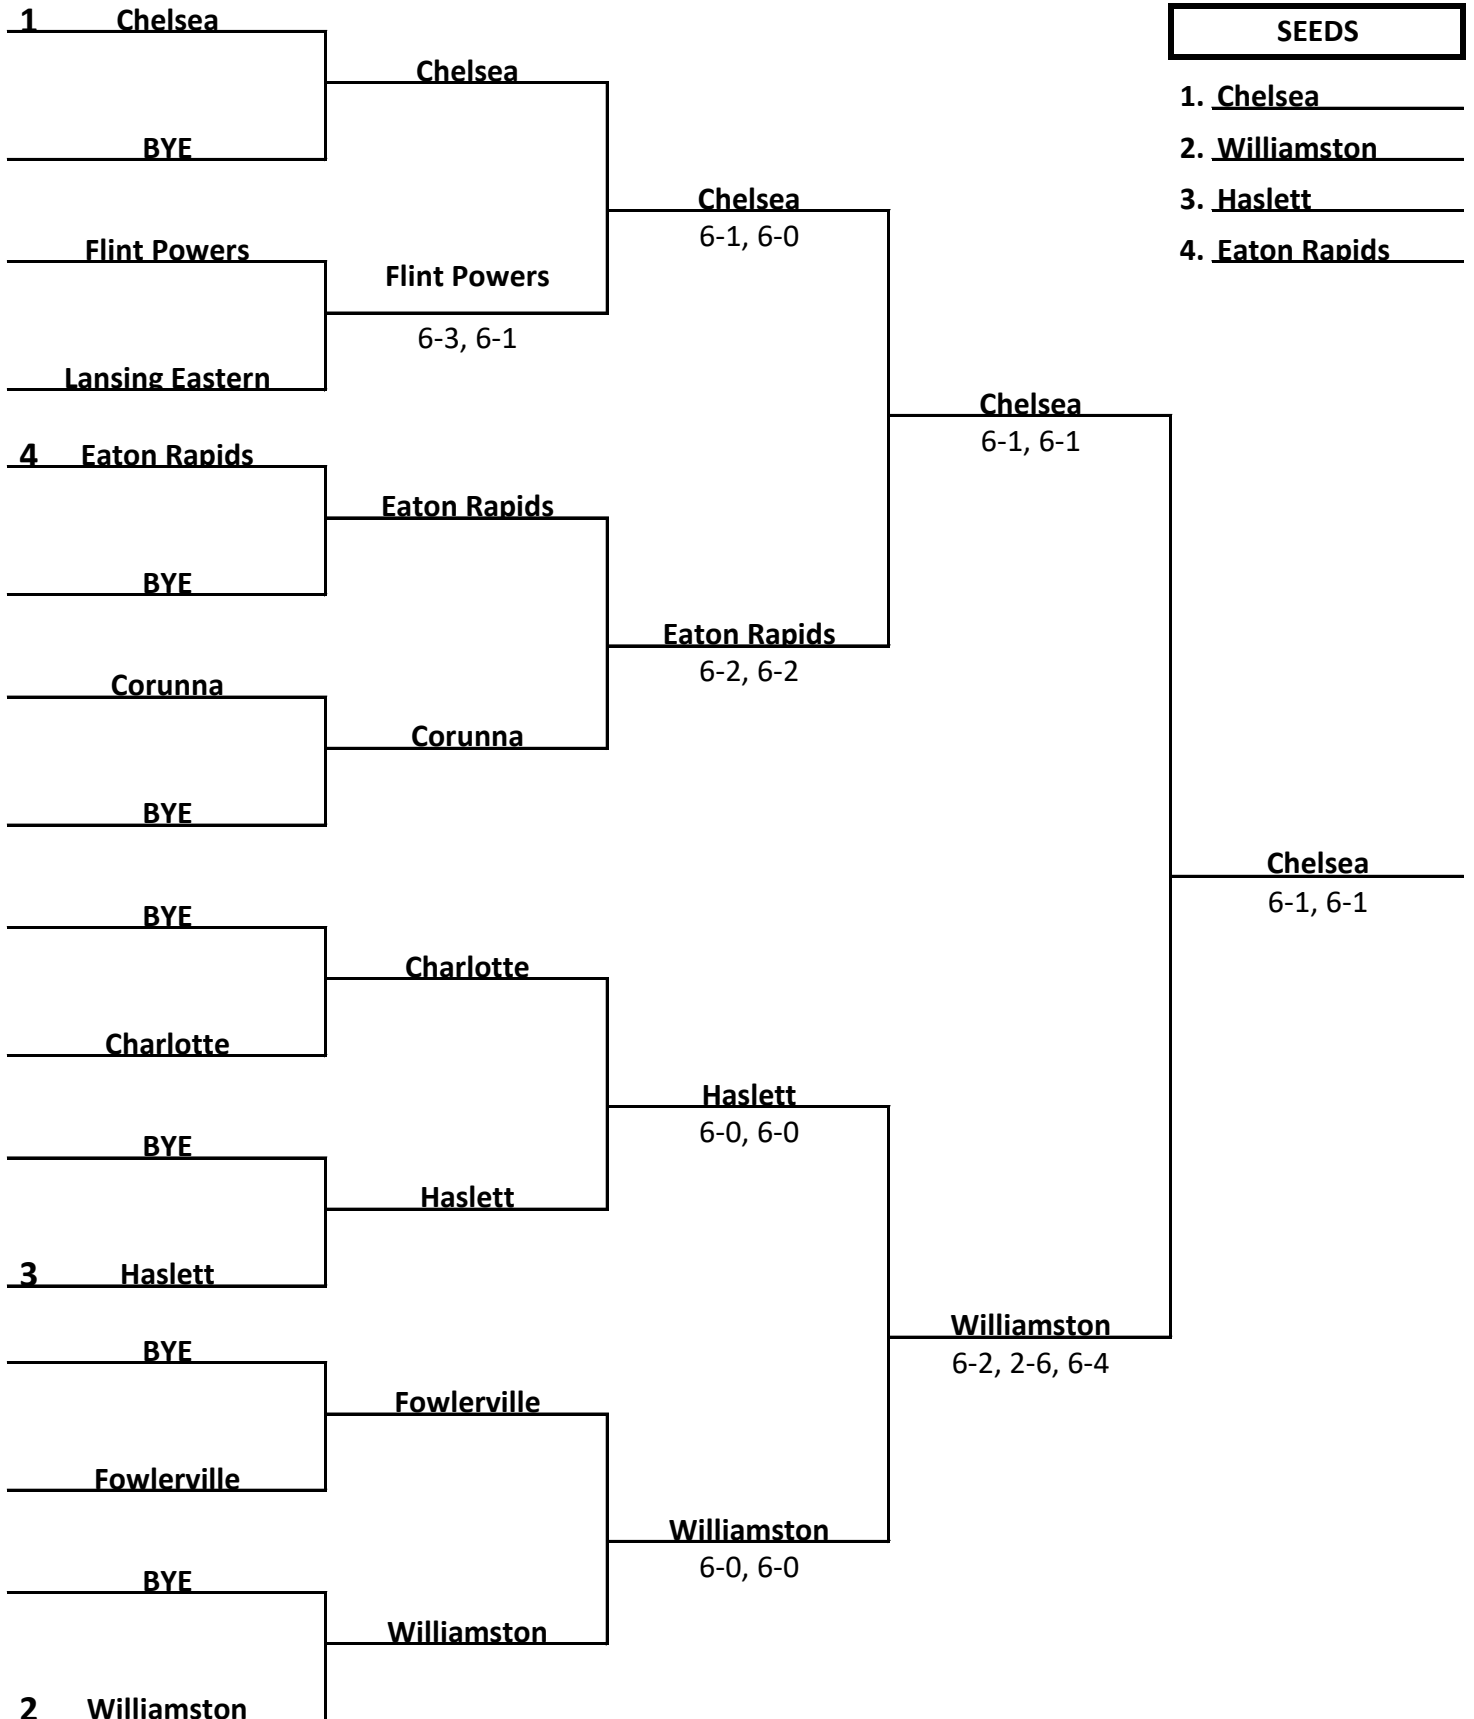 1 Chelsea
BYE
Flint Powers
Lansing Eastern
4 Eaton Rapids
BYE
Corunna
BYE
BYE
Charlotte
BYE
3 Haslett
BYE
Fowlerville
BYE
2 Williamston
Chelsea
Flint Powers
6-3, 6-1
Eaton Rapids
Corunna
Charlotte
Haslett
Fowlerville
Williamston
Chelsea
6-1, 6-0
Eaton Rapids
6-2, 6-2
Haslett
6-0, 6-0
Williamston
6-0, 6-0
Chelsea
6-1, 6-1
Williamston
6-2, 2-6, 6-4
Chelsea
6-1, 6-1
SEEDS
1. Chelsea
2. Williamston
3. Haslett
4. Eaton Rapids